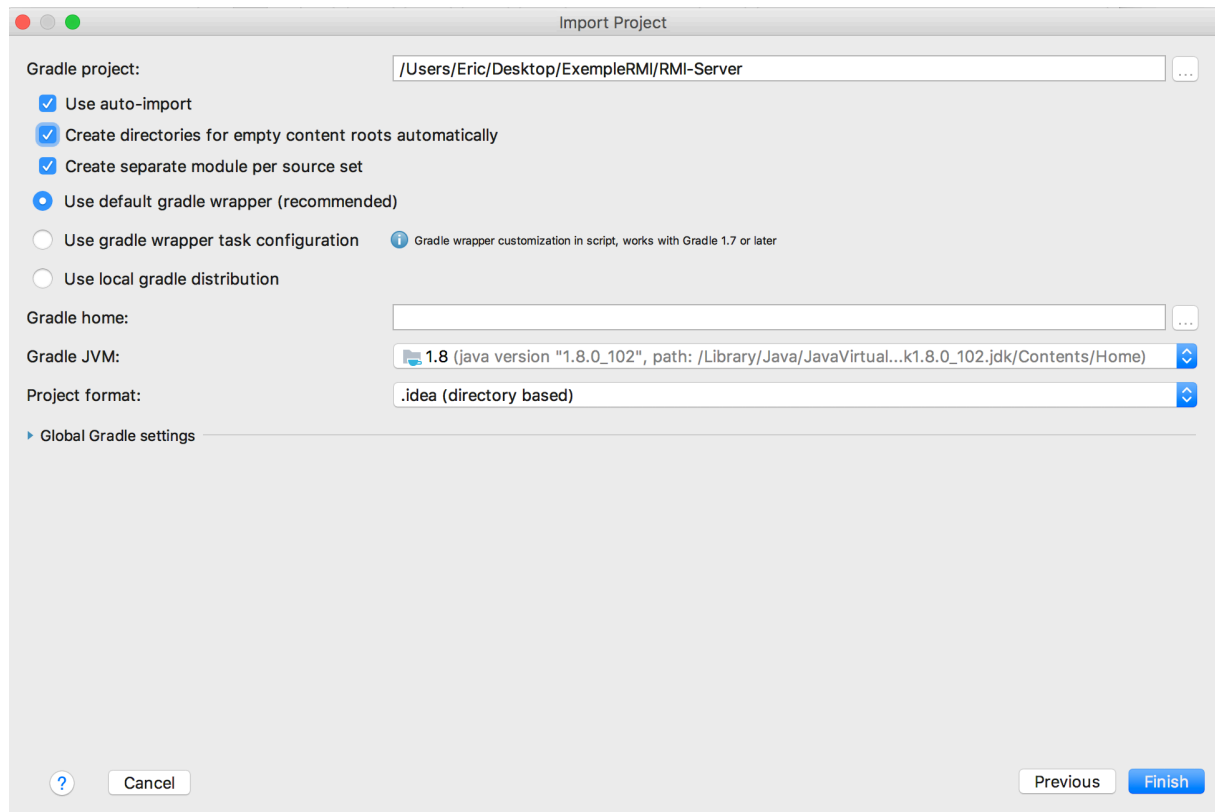 Import Project
Gradle project: /Users/Eric/Desktop/ExempleRMI/RMI-Server ...
Use auto-import
Create directories for empty content roots automatically
Create separate module per source set
Use default gradle wrapper (recommended)
Use gradle wrapper task configuration Gradle wrapper customization in script, works with Gradle 1.7 or later
Use local gradle distribution
Gradle home: ...
Gradle JVM: 1.8 (java version "1.8.0_102", path: /Library/Java/JavaVirtual...k1.8.0_102.jdk/Contents/Home)
Project format: .idea (directory based)
Global Gradle settings
? Cancel Previous Finish